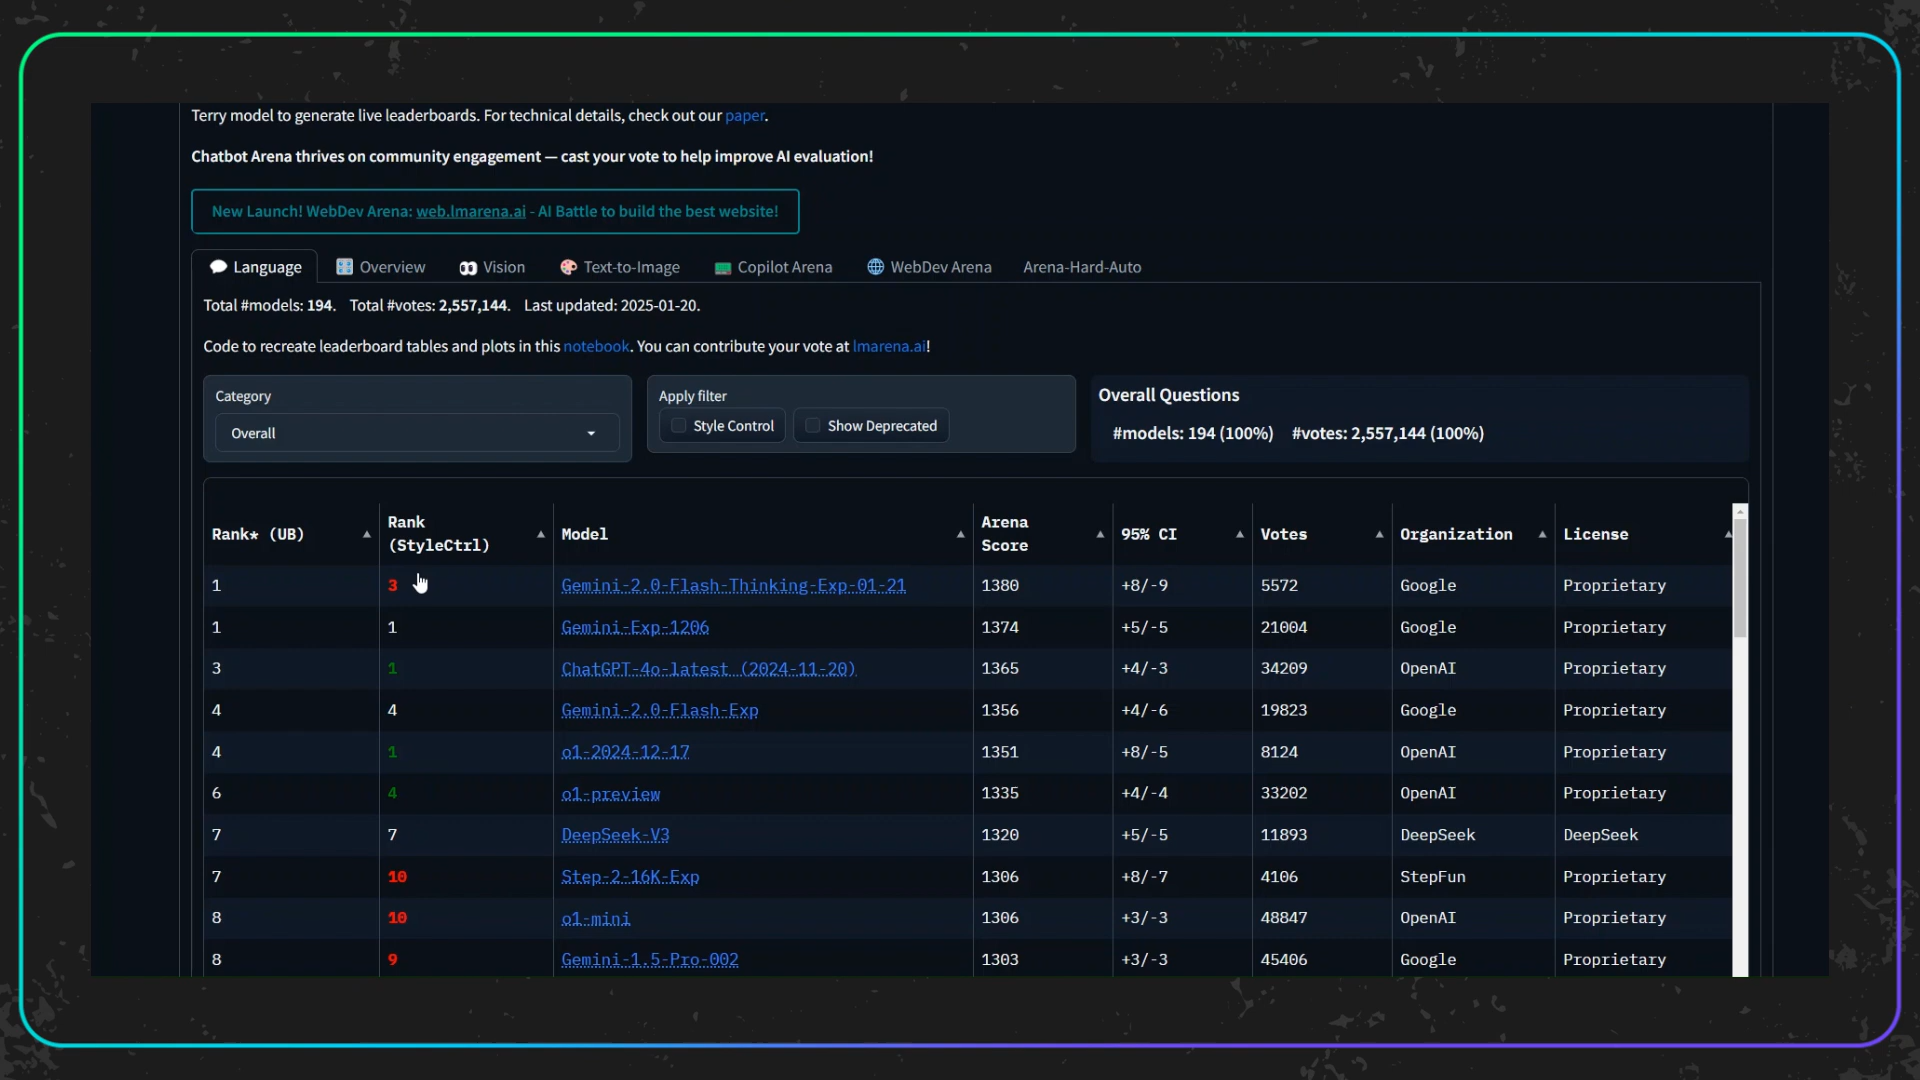 Terry model to generate live leaderboards. For technical details, check out our paper.
Chatbot Arena thrives on community engagement — cast your vote to help improve AI evaluation!
New Launch! WebDev Arena: web.lmarena.ai - AI Battle to build the best website!
Language Overview Vision Text-to-Image Copilot Arena WebDev Arena Arena-Hard-Auto
Total #models: 194. Total #votes: 2,557,144. Last updated: 2025-01-20.
Code to recreate leaderboard tables and plots in this notebook. You can contribute your vote at lmarena.ai!
Category
Overall
Apply filter
Style Control Show Deprecated
Overall Questions
#models: 194 (100%) #votes: 2,557,144 (100%)
Rank* (UB) Rank (StyleCtrl) Model Arena Score 95% CI Votes Organization License
1 3 Gemini-2.0-Flash-Thinking-Exp-01-21 1380 +8/-9 5572 Google Proprietary
1 1 Gemini-Exp-1206 1374 +5/-5 21004 Google Proprietary
3 1 ChatGPT-4o-latest (2024-11-20) 1365 +4/-3 34209 OpenAI Proprietary
4 4 Gemini-2.0-Flash-Exp 1356 +4/-6 19823 Google Proprietary
4 1 o1-2024-12-17 1351 +8/-5 8124 OpenAI Proprietary
6 4 o1-preview 1335 +4/-4 33202 OpenAI Proprietary
7 7 DeepSeek-V3 1320 +5/-5 11893 DeepSeek DeepSeek
7 10 Step-2-16K-Exp 1306 +8/-7 4106 StepFun Proprietary
8 10 o1-mini 1306 +3/-3 48847 OpenAI Proprietary
8 9 Gemini-1.5-Pro-002 1303 +3/-3 45406 Google Proprietary